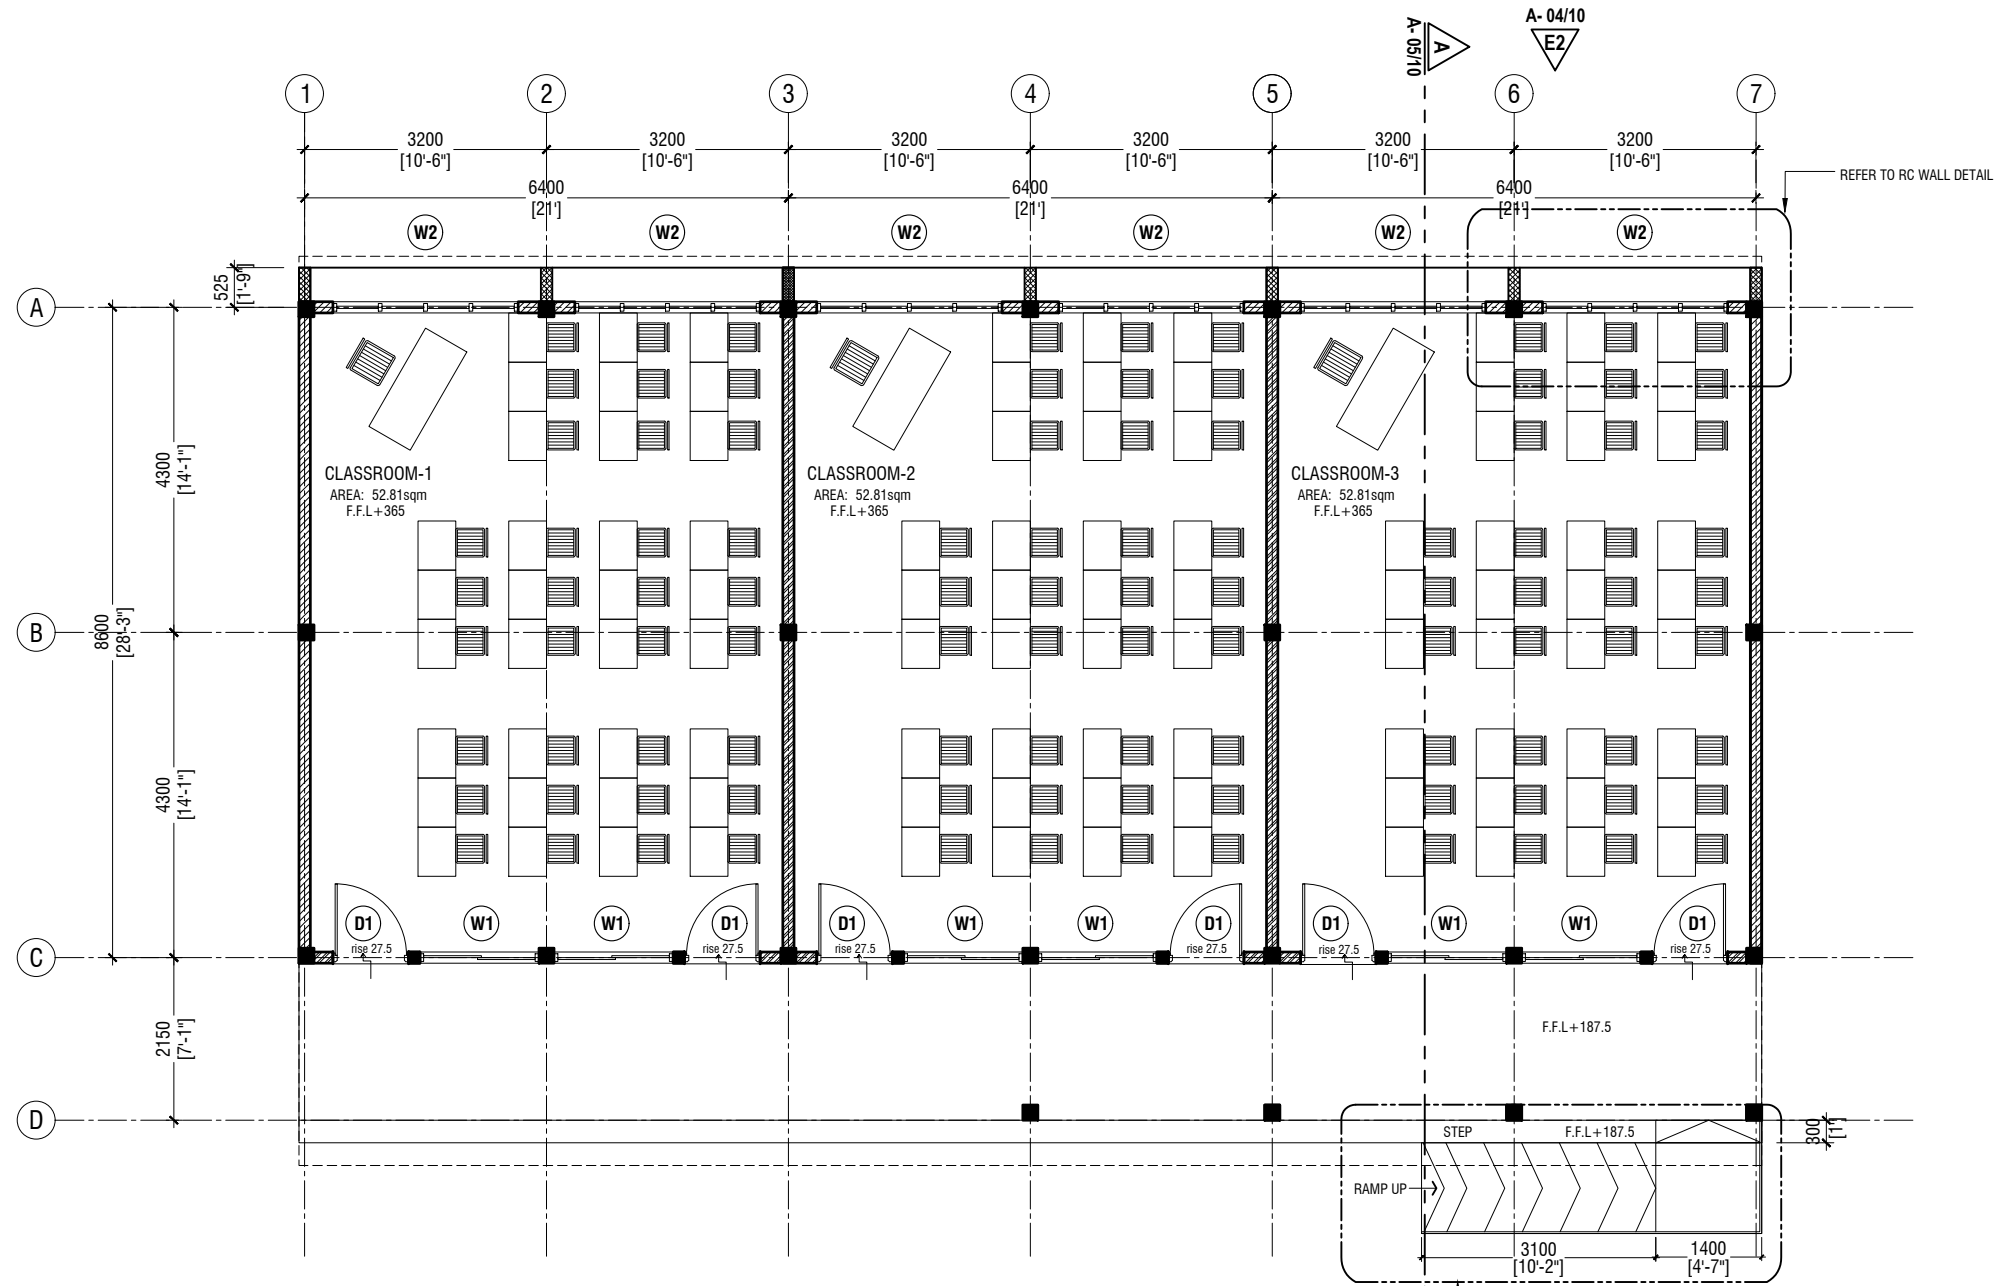 A- 04/10
E2
A
A- 05/10
1
2
3
4
5
6
7
3200
[10'-6"]
3200
[10'-6"]
3200
[10'-6"]
3200
[10'-6"]
3200
[10'-6"]
3200
[10'-6"]
REFER TO RC WALL DETAIL
6400
[21']
6400
[21']
6400
[21']
W2
W2
W2
W2
W2
W2
525
[1'-9"]
A
4300
[14'-1"]
CLASSROOM-1
AREA: 52.81sqm
F.F.L+365
CLASSROOM-2
AREA: 52.81sqm
F.F.L+365
CLASSROOM-3
AREA: 52.81sqm
F.F.L+365
B
8600
[28'-3"]
4300
[14'-1"]
D1
W1
W1
D1
D1
W1
W1
D1
D1
W1
W1
D1
rise 27.5
rise 27.5
rise 27.5
rise 27.5
rise 27.5
rise 27.5
C
2150
[7'-1"]
F.F.L+187.5
D
STEP
F.F.L+187.5
300
[1']
RAMP UP
3100
[10'-2"]
1400
[4'-7"]